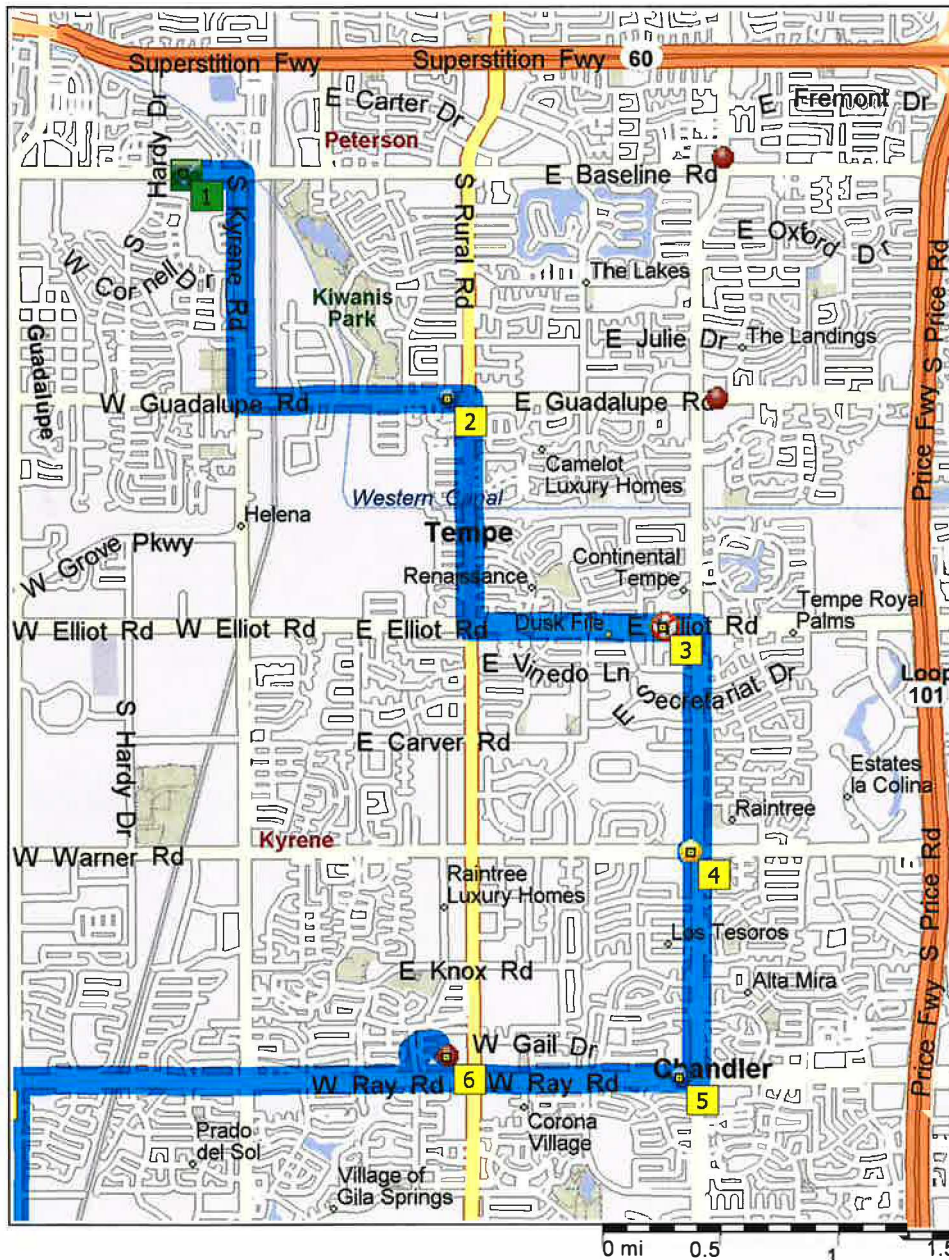 Superstition Fwy
Superstition Fwy
60
E Carter Dr
E Fremont Dr
Hardy Dr
Peterson
1
S Kyrene Rd
S Rural Rd
E Baseline Rd
E Oxford Dr
S
W Cornell Dr
The Lakes
Kiwanis
Park
E Julie Dr
The Landings
Guadalupe
W Guadalupe Rd
2
E Guadalupe Rd
Price Fwy
S Price Rd
Camelot
Luxury Homes
Western Canal
Helena
Tempe
W Grove Pkwy
Renaissance
Continental
Tempe
Tempe Royal
Palms
W Elliot Rd
W Elliot Rd
E Elliot Rd
Dusk Fire
E Elliot Rd
3
E Vinedo Ln
E Secretariat Dr
Loop
101
S Hardy Dr
E Carver Rd
Estates
la Colina
Raintree
Kyrene
W Warner Rd
4
Raintree
Luxury Homes
Los Tesoros
E Knox Rd
Alta Mira
Price Fwy
S Price Rd
W Gail Dr
Chandler
W Ray Rd
6
W Ray Rd
5
Corona
Village
Prado
del Sol
Village of
Gila Springs
0 mi
0.5
1
1.5